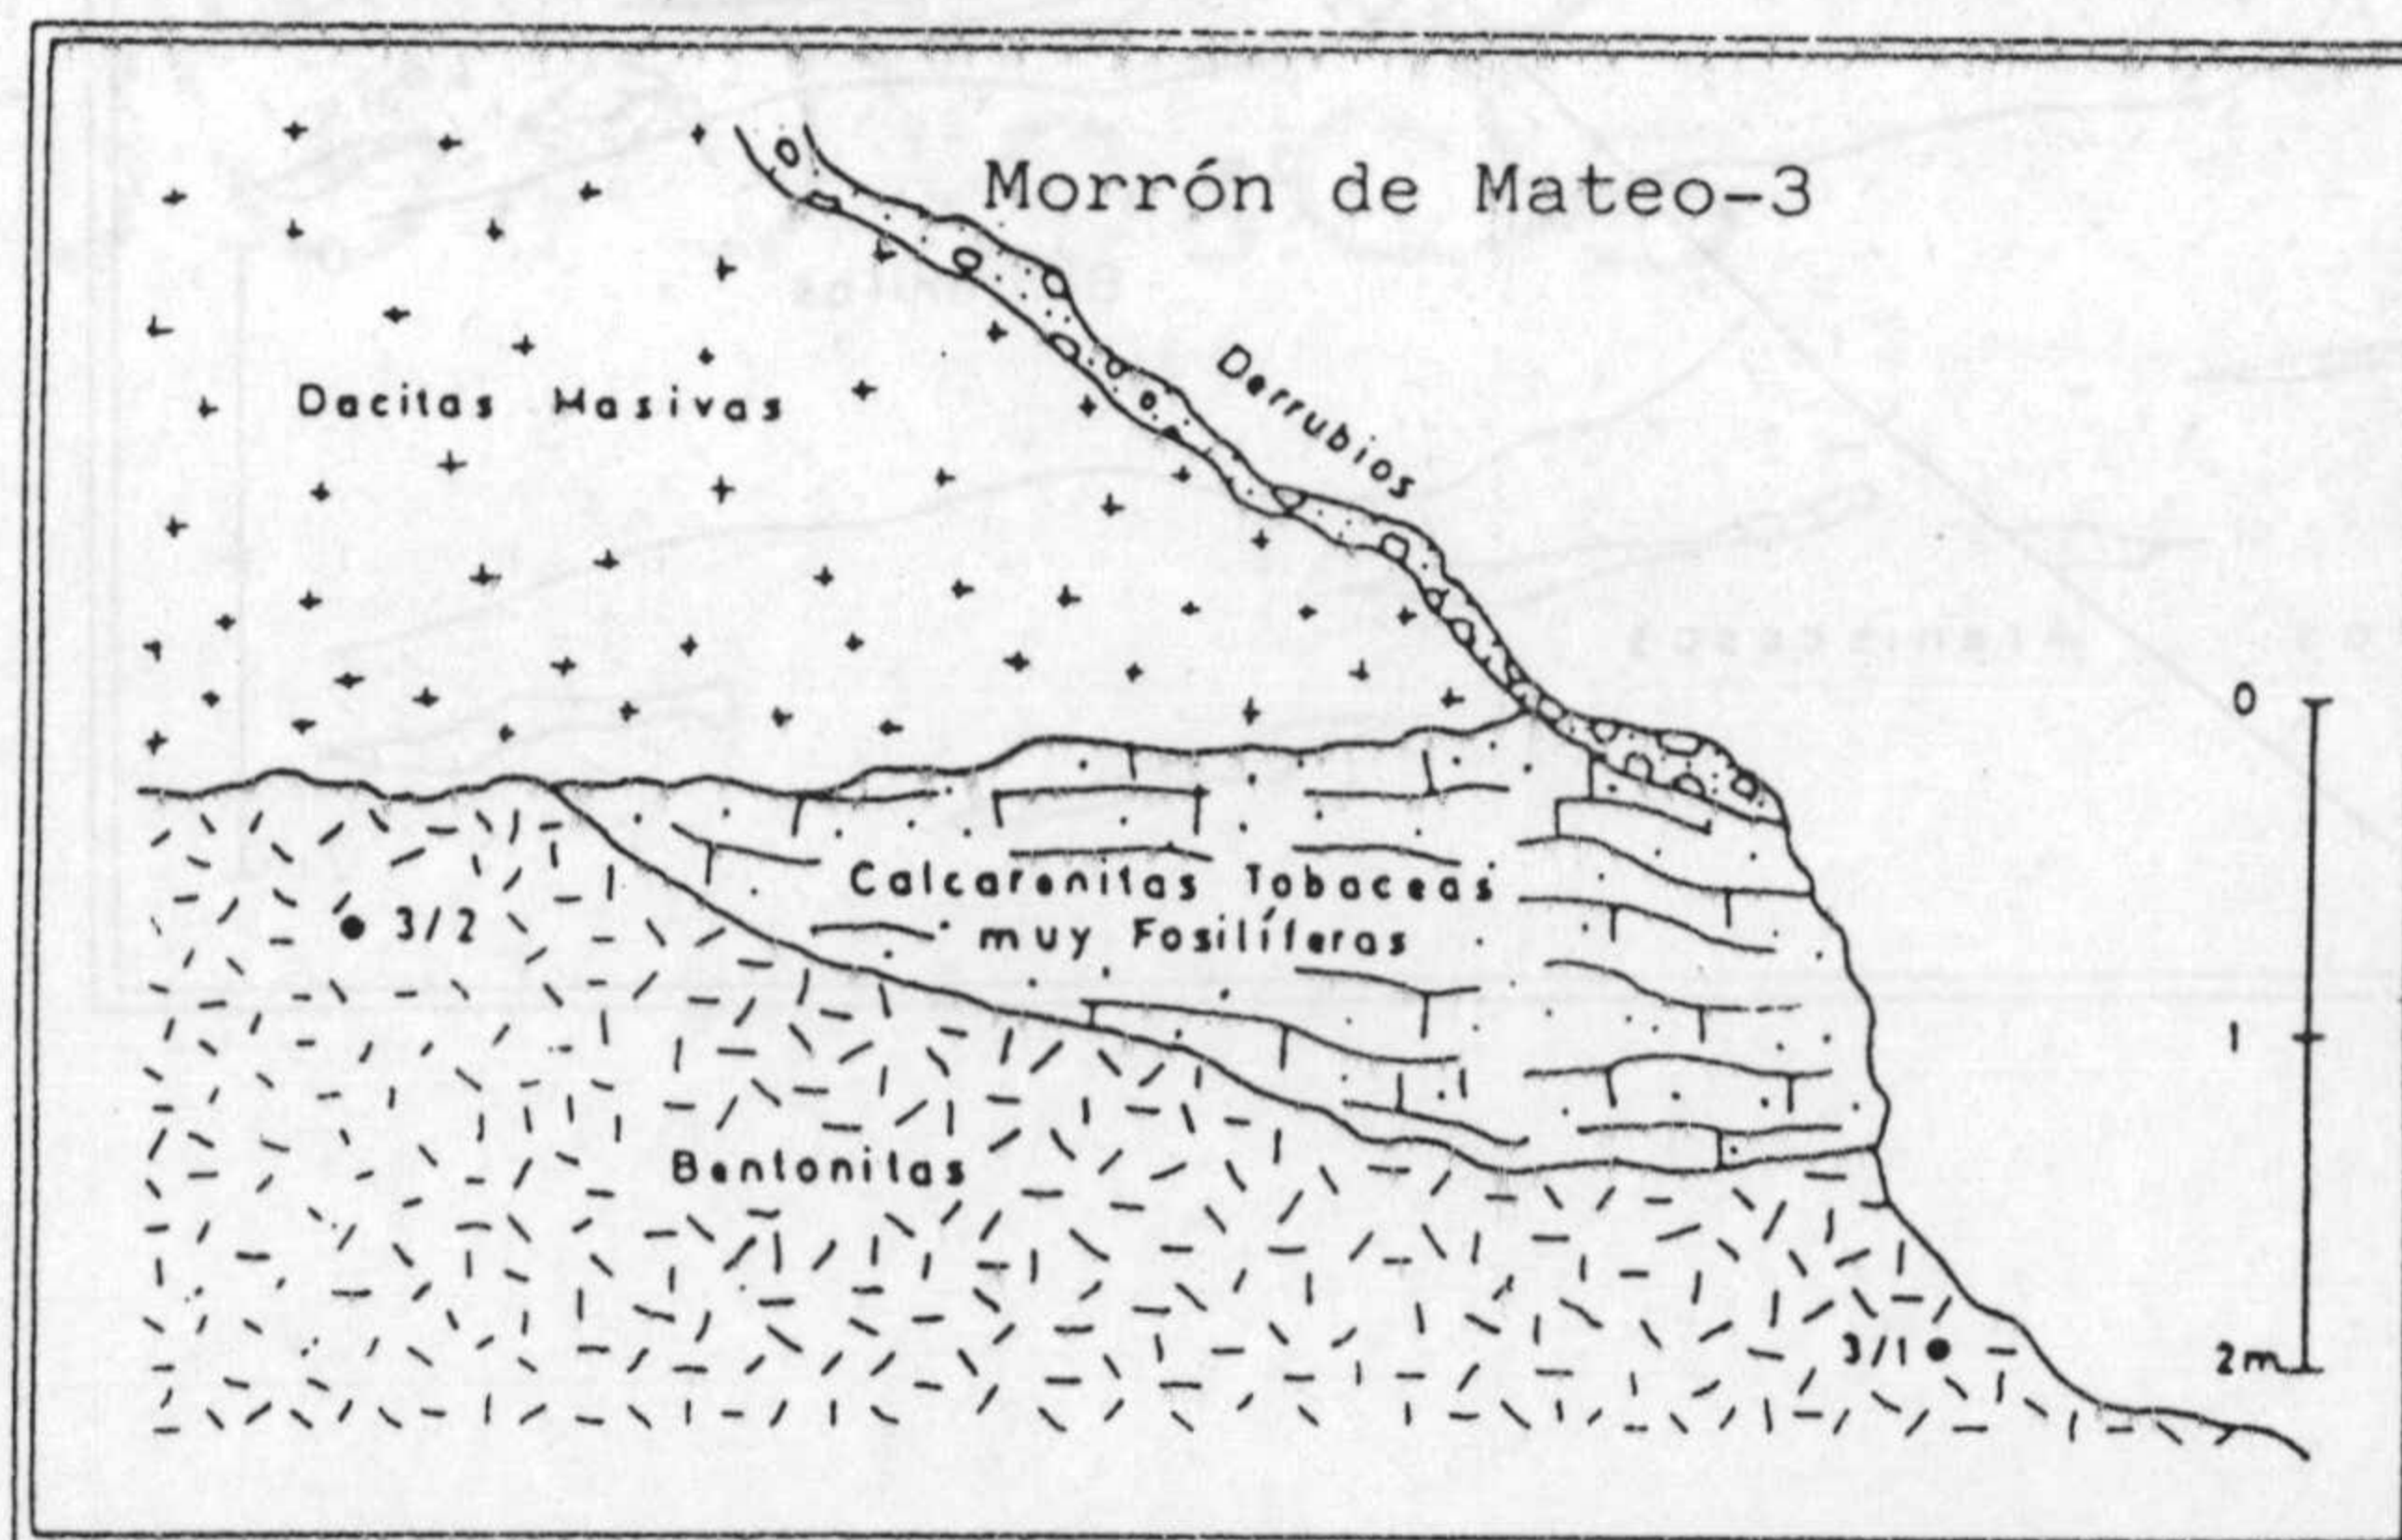 Morrón de Mateo-3
Derrubios
Dacitas Masivas
0
Calcarenitas Tobaceas
muy Fosilíferas
3/2
1
Bentonitas
3/1
2m